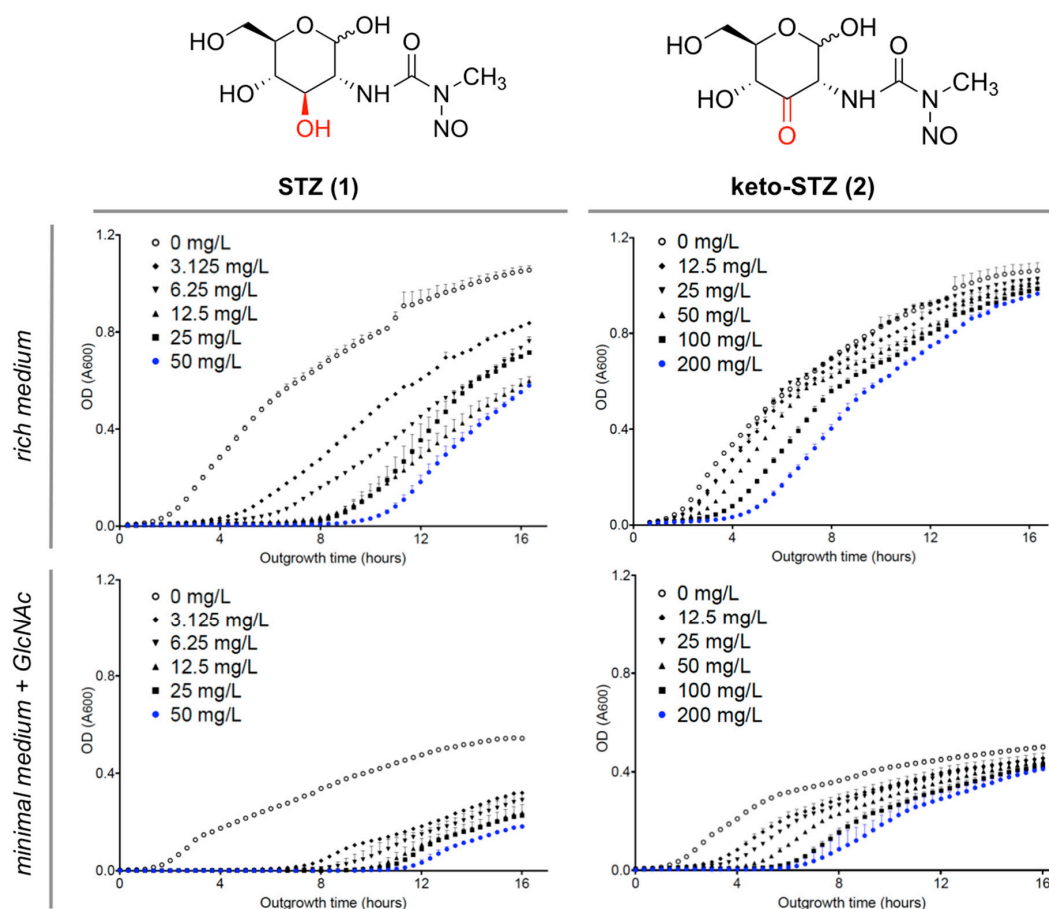 HO
O
OH
O
HO
NH
N
CH3
OH
NO
HO
O
OH
O
HO
NH
N
CH3
O
NO
STZ (1)
keto-STZ (2)
rich medium
1.2
0.8
0.4
0.0
OD (A600)
0 mg/L
3.125 mg/L
6.25 mg/L
12.5 mg/L
25 mg/L
50 mg/L
0 4 8 12 16
Outgrowth time (hours)
1.2
0.8
0.4
0.0
OD (A600)
0 mg/L
12.5 mg/L
25 mg/L
50 mg/L
100 mg/L
200 mg/L
0 4 8 12 16
Outgrowth time (hours)
minimal medium + GlcNAc
1.2
0.8
0.4
0.0
OD (A600)
0 mg/L
3.125 mg/L
6.25 mg/L
12.5 mg/L
25 mg/L
50 mg/L
0 4 8 12 16
Outgrowth time (hours)
1.2
0.8
0.4
0.0
OD (A600)
0 mg/L
12.5 mg/L
25 mg/L
50 mg/L
100 mg/L
200 mg/L
0 4 8 12 16
Outgrowth time (hours)